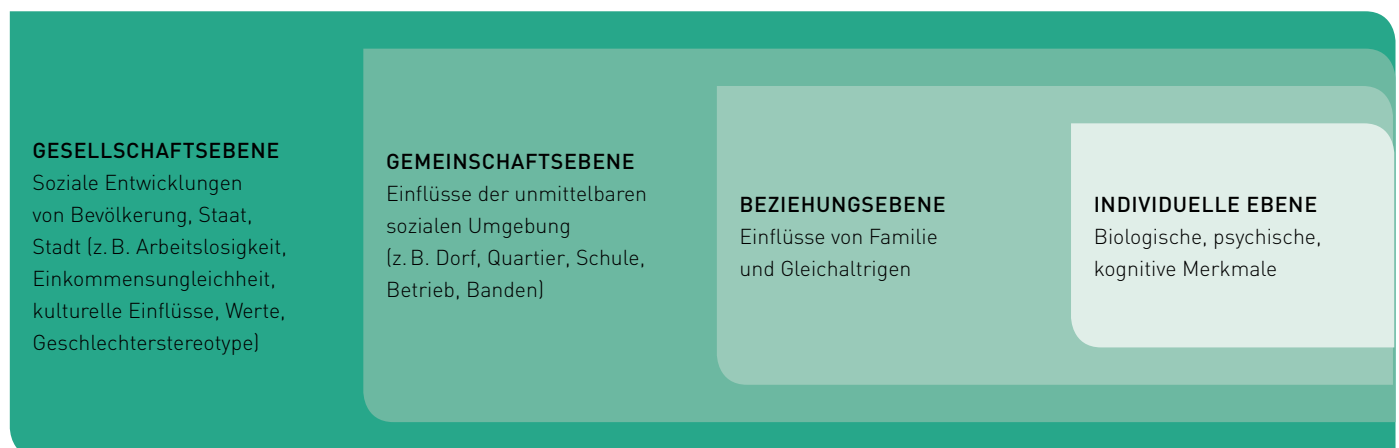 GESELLSCHAFTSEBENE
Soziale Entwicklungen
von Bevölkerung, Staat,
Stadt (z. B. Arbeitslosigkeit,
Einkommensungleichheit,
kulturelle Einflüsse, Werte,
Geschlechterstereotype)
GEMEINSCHAFTSEBENE
Einflüsse der unmittelbaren
sozialen Umgebung
(z. B. Dorf, Quartier, Schule,
Betrieb, Banden)
BEZIEHUNGSEBENE
Einflüsse von Familie
und Gleichaltrigen
INDIVIDUELLE EBENE
Biologische, psychische,
kognitive Merkmale